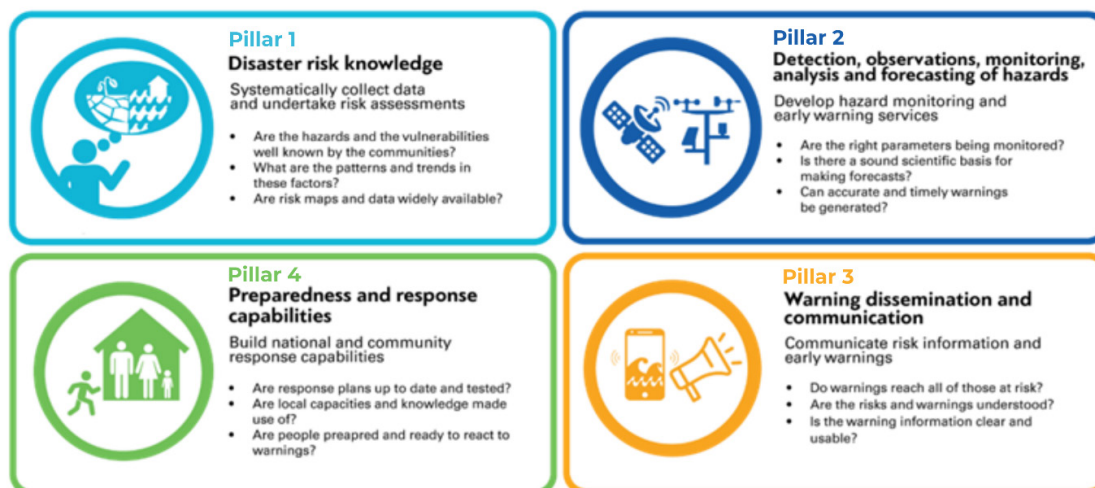 Pillar 1
Disaster risk knowledge
Systematically collect data
and undertake risk assessments
• Are the hazards and the vulnerabilities
well known by the communities?
• What are the patterns and trends in
these factors?
• Are risk maps and data widely available?
Pillar 2
Detection, observations, monitoring,
analysis and forecasting of hazards
Develop hazard monitoring and
early warning services
• Are the right parameters being monitored?
• Is there a sound scientific basis for
making forecasts?
• Can accurate and timely warnings
be generated?
Pillar 4
Preparedness and response
capabilities
Build national and community
response capabilities
• Are response plans up to date and tested?
• Are local capacities and knowledge made
use of?
• Are people preapred and ready to react to
warnings?
Pillar 3
Warning dissemination and
communication
Communicate risk information and
early warnings
• Do warnings reach all of those at risk?
• Are the risks and warnings understood?
• Is the warning information clear and
usable?